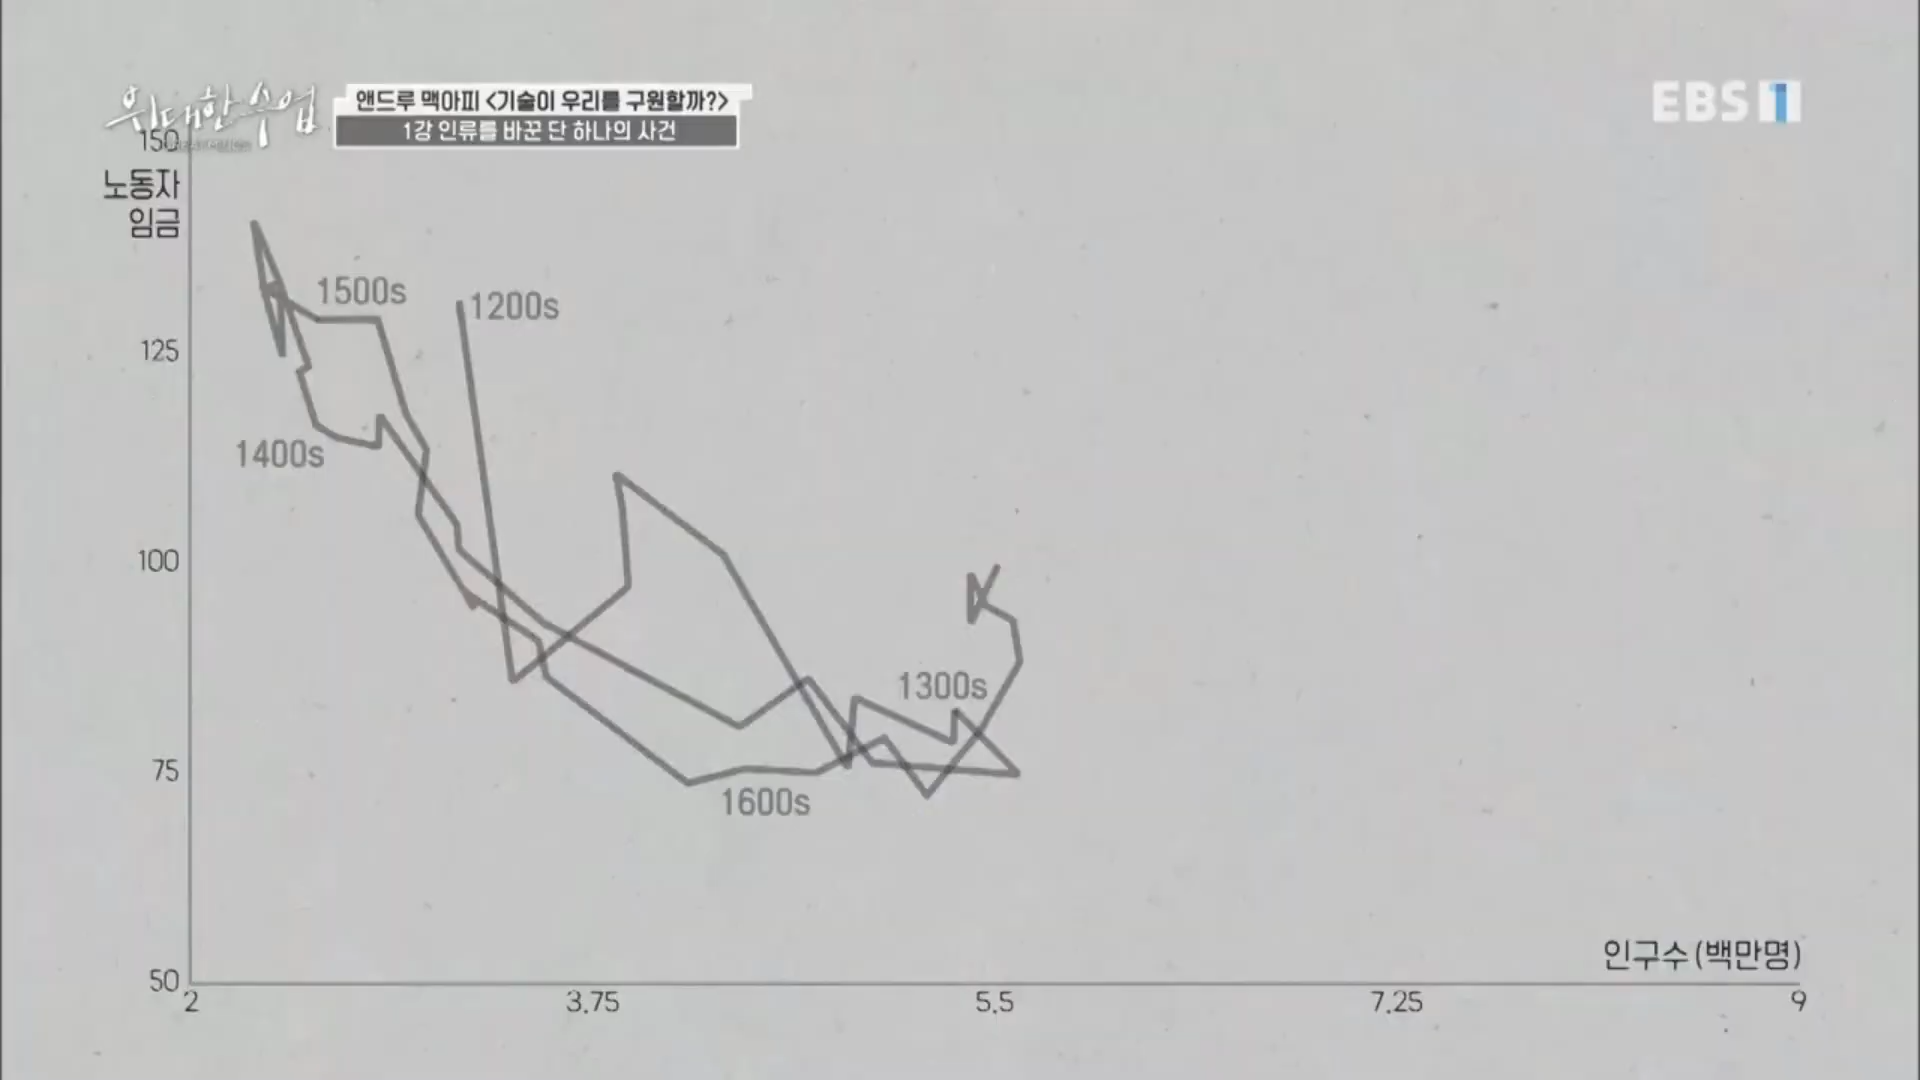 위대한 수업
앤드루 맥아피 <기술이 우리를 구원할까?>
1강 인류를 바꾼 단 하나의 사건
EBS 1
150
노동자
임금
1500s
1200s
125
1400s
100
1300s
75
1600s
인구수 (백만명)
50
2
3.75
5.5
7.25
9